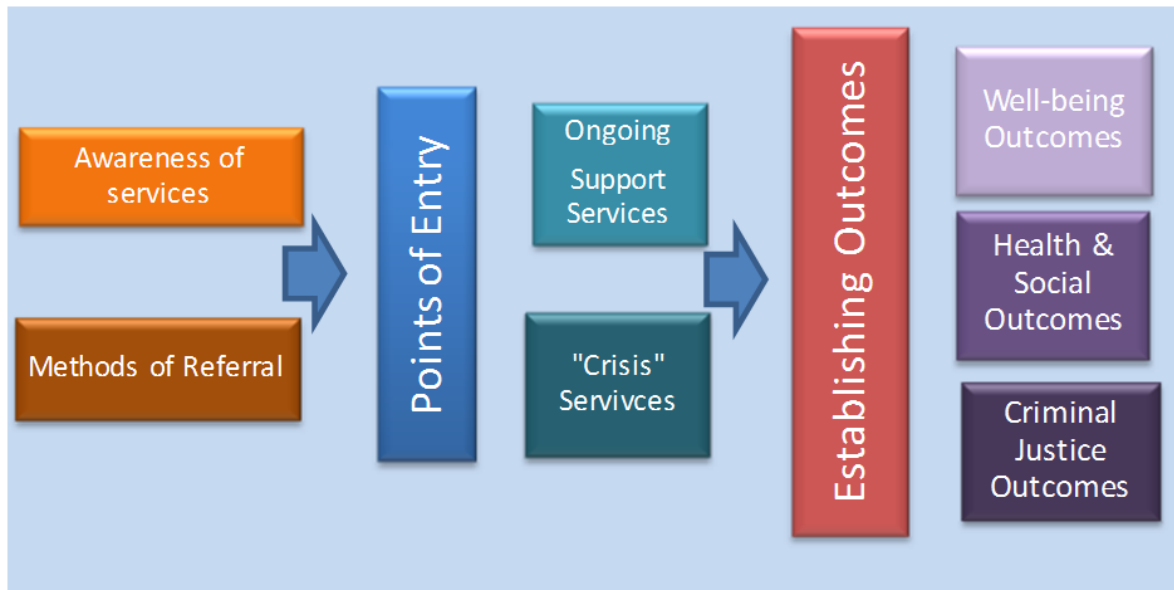 Awareness of
services
Methods of Referral
Points of Entry
Ongoing
Support
Services
"Crisis"
Servivces
Establishing Outcomes
Well-being
Outcomes
Health &
Social
Outcomes
Criminal
Justice
Outcomes